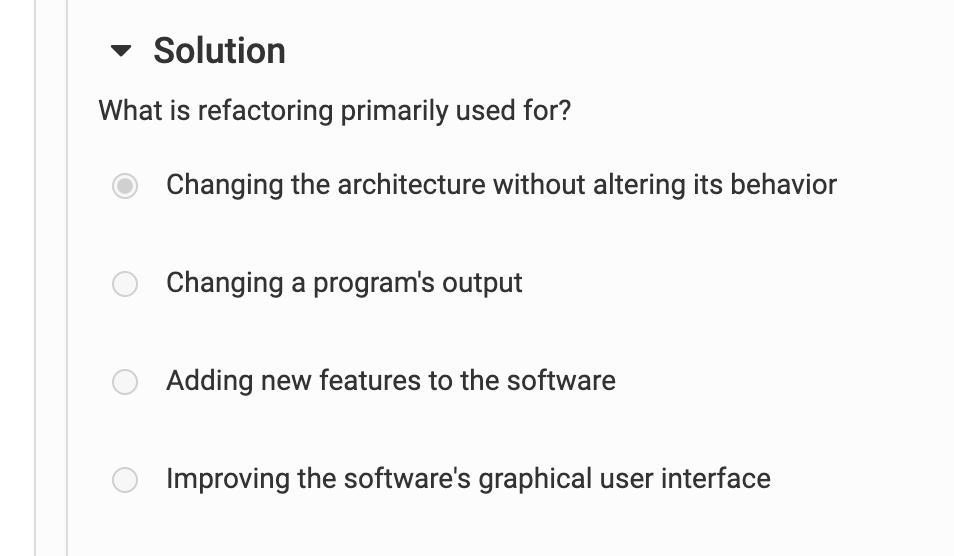 Solution
What is refactoring primarily used for?
Changing the architecture without altering its behavior
Changing a program's output
Adding new features to the software
Improving the software's graphical user interface